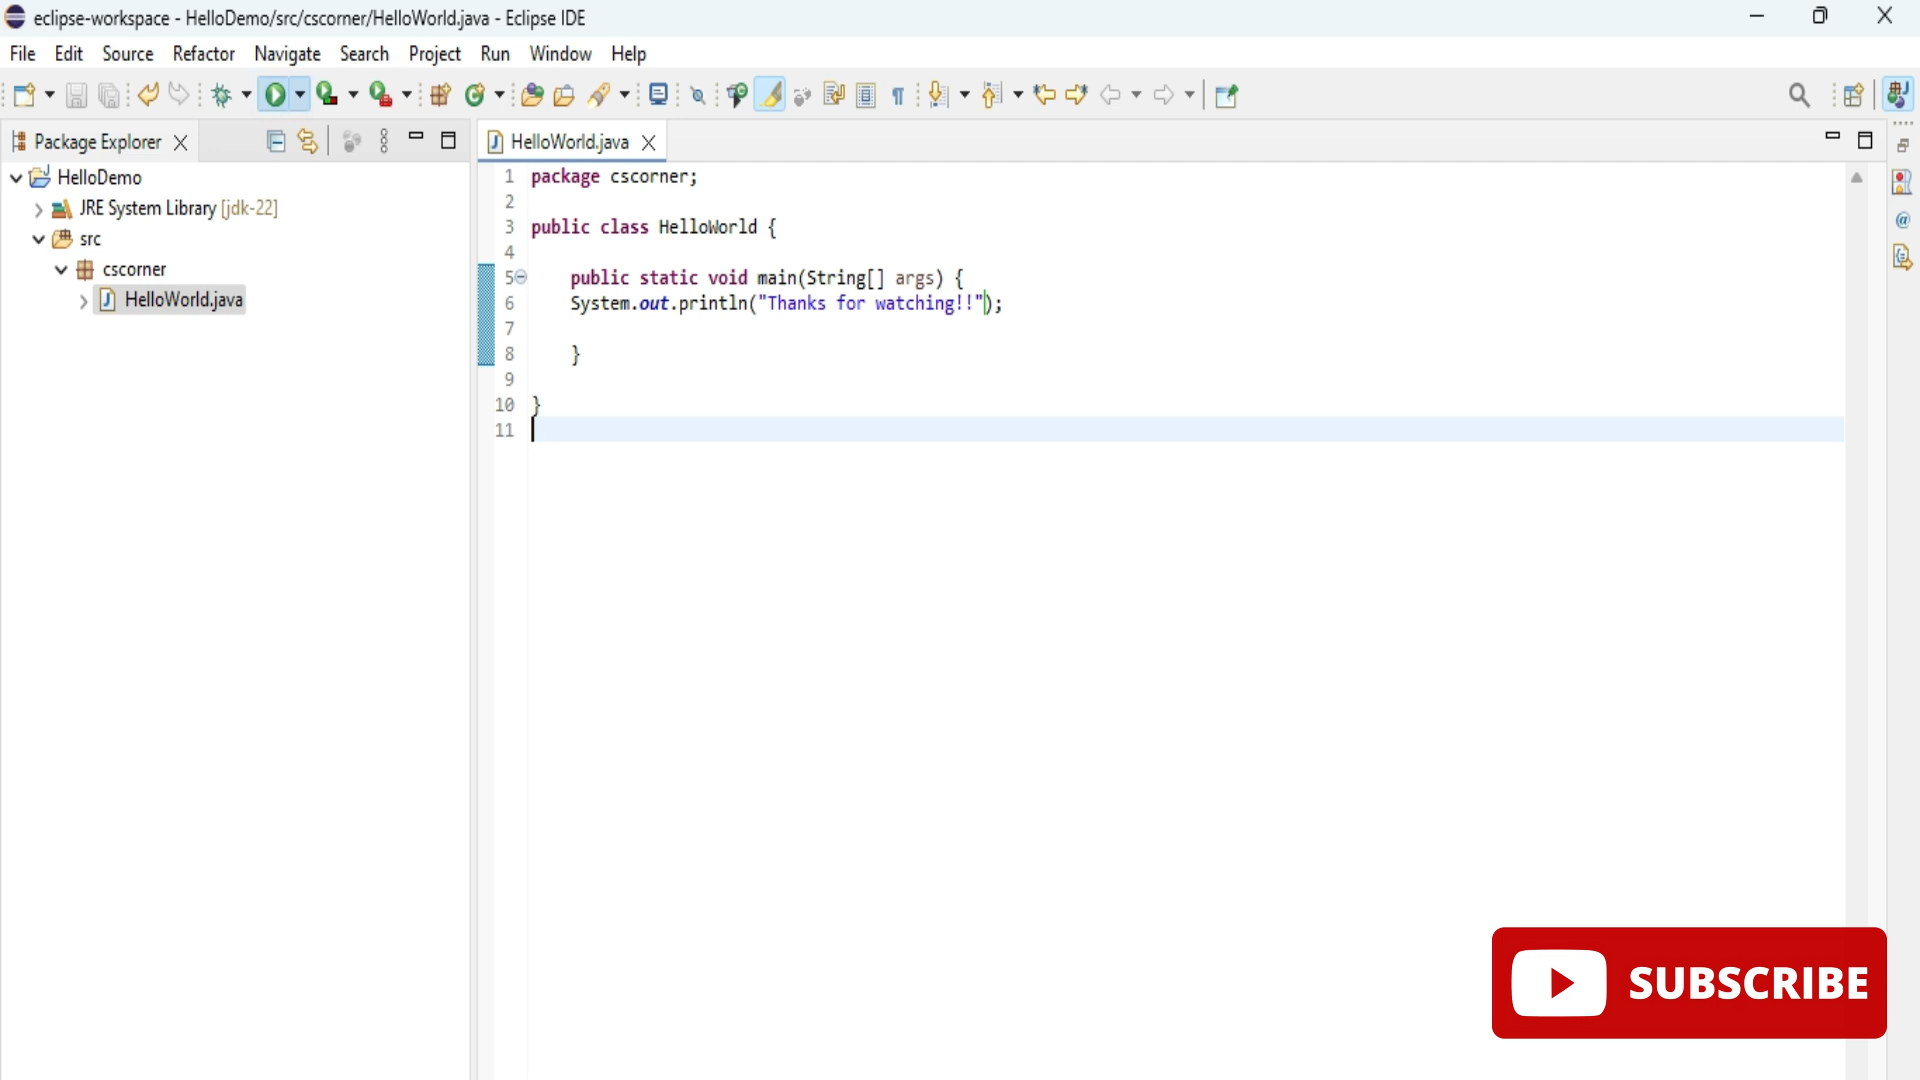 eclipse-workspace - HelloDemo/src/cscorner/HelloWorld.java - Eclipse IDE
File Edit Source Refactor Navigate Search Project Run Window Help
Package Explorer
HelloDemo
JRE System Library [jdk-22]
src
cscorner
HelloWorld.java
HelloWorld.java
1 package cscorner;
2
3 public class HelloWorld {
4
5 public static void main(String[] args) {
6 System.out.println("Thanks for watching!!");
7
8 }
9
10 }
11
SUBSCRIBE